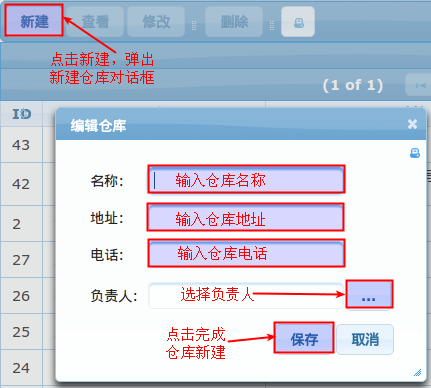 新建 查看 修改 删除
点击新建，弹出
新建仓库对话框
(1 of 1)
ID
43
42
2
27
26
25
24
编辑仓库
名称： 输入仓库名称
地址： 输入仓库地址
电话： 输入仓库电话
负责人： 选择负责人 ...
点击完成
仓库新建
保存 取消